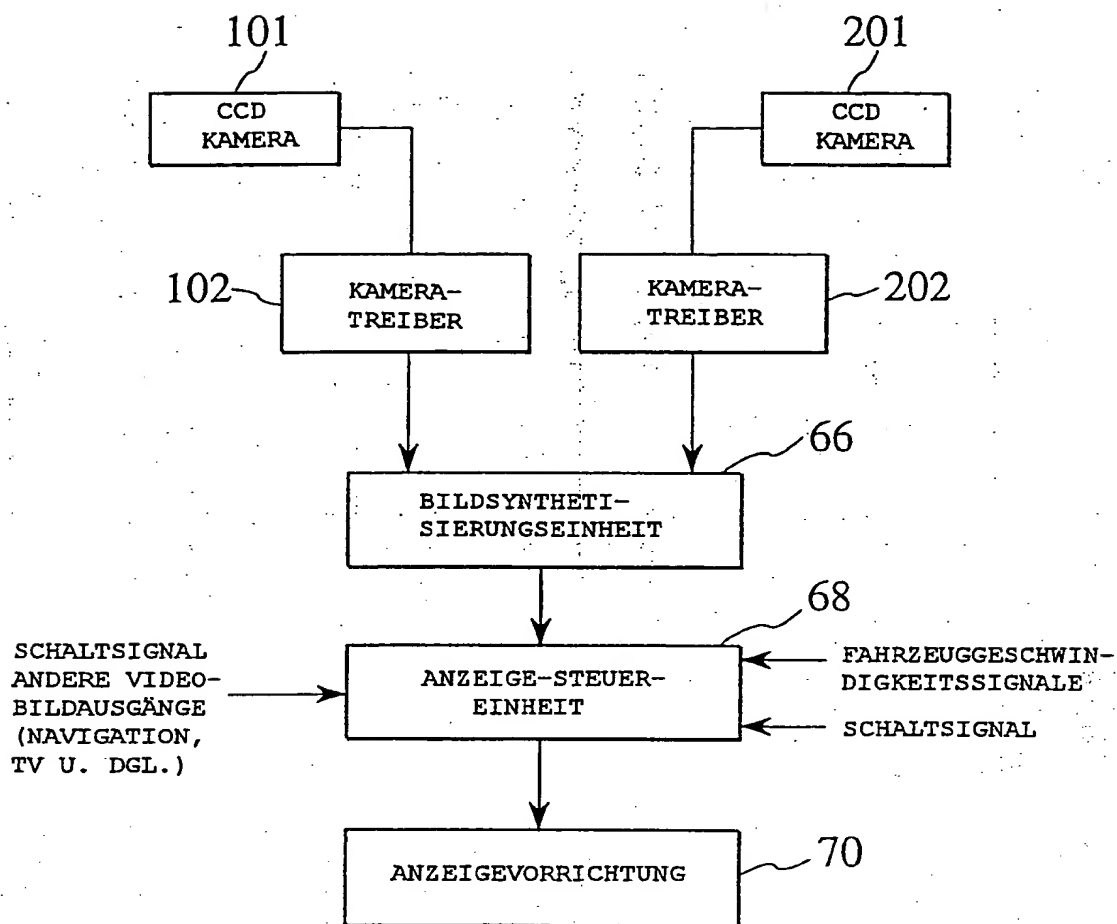 101
201
CCD
KAMERA
CCD
KAMERA
102
KAMERA-
TREIBER
KAMERA-
TREIBER
202
66
BILDSYNTHETI-
SIERUNGSEINHEIT
68
SCHALTSIGNAL
ANDERE VIDEO-
BILDAUSGÄNGE
(NAVIGATION,
TV U. DGL.)
ANZEIGE-STEUER-
EINHEIT
FAHRZEUGGESCHWIN-
DIGKEITSSIGNALE
SCHALTSIGNAL
ANZEIGEVORRICHTUNG
70